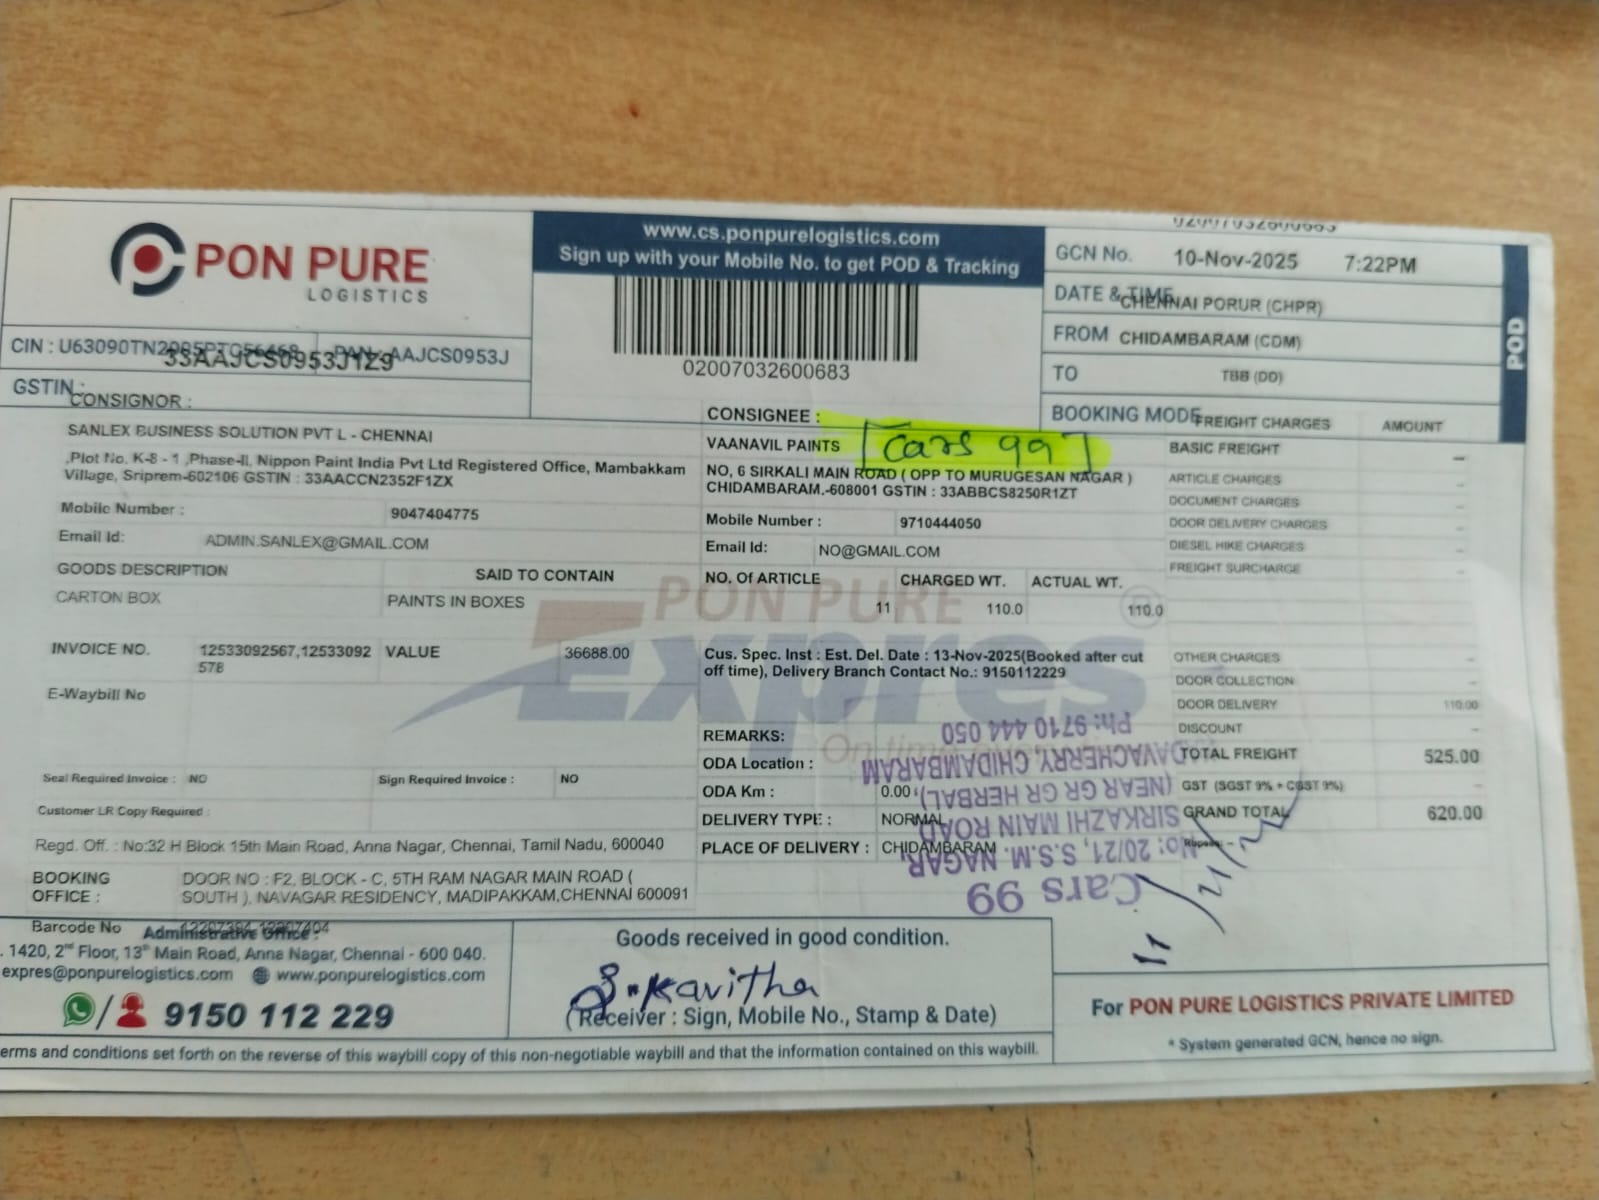 PON PURE
LOGISTICS
www.cs.ponpurelogistics.com
Sign up with your Mobile No. to get POD & Tracking
02007032600683
02007032600683
GCN No. 10-Nov-2025 7:22PM
DATE & TIME CHENNAI PORUR (CHPR)
FROM CHIDAMBARAM (CDM)
TO TBB (DD)
BOOKING MODE
POD
CIN : PAN : AAJCS0953J
33AAJCS0953J1Z9
GSTIN :
CONSIGNOR :
SANLEX BUSINESS SOLUTION PVT L - CHENNAI
,Plot No. K-8 - 1 ,Phase-II, Nippon Paint India Pvt Ltd Registered Office, Mambakkam
Village, Sriprem-602106 GSTIN : 33AACCN2352F1ZX
Mobile Number : 9047404775
Email Id: ADMIN.SANLEX@GMAIL.COM
CONSIGNEE :
VAANAVIL PAINTS [Cars 99]
NO, 6 SIRKALI MAIN ROAD ( OPP TO MURUGESAN NAGAR )
CHIDAMBARAM,-608001 GSTIN : 33ABBCS8250R1ZT
Mobile Number : 9710444050
Email Id: NO@GMAIL.COM
GOODS DESCRIPTION SAID TO CONTAIN NO. Of ARTICLE CHARGED WT. ACTUAL WT.
CARTON BOX PAINTS IN BOXES 11 110.0 110.0
PON PURE
Expres
On time
INVOICE NO. 12533092567,12533092 VALUE 36688.00
578
E-Waybill No
Cus. Spec. Inst : Est. Del. Date : 13-Nov-2025(Booked after cut
off time), Delivery Branch Contact No.: 9150112229
REMARKS:
ODA Location :
ODA Km : 0.00
DELIVERY TYPE : NORMAL
PLACE OF DELIVERY : CHIDAMBARAM
Seal Required Invoice : NO Sign Required Invoice : NO
Customer LR Copy Required :
Regd. Off. : No:32 H Block 15th Main Road, Anna Nagar, Chennai, Tamil Nadu, 600040
BOOKING OFFICE : DOOR NO : F2, BLOCK - C, 5TH RAM NAGAR MAIN ROAD (
SOUTH ), NAVAGAR RESIDENCY, MADIPAKKAM,CHENNAI 600091
FREIGHT CHARGES AMOUNT
BASIC FREIGHT -
ARTICLE CHARGES -
DOCUMENT CHARGES -
DOOR DELIVERY CHARGES -
DIESEL HIKE CHARGES -
FREIGHT SURCHARGE -
OTHER CHARGES -
DOOR COLLECTION -
DOOR DELIVERY 110.00
DISCOUNT -
TOTAL FREIGHT 525.00
GST (SGST 9% + CGST 9%) -
GRAND TOTAL 620.00
Rupees: -
Cars 99
No: 20/21, S.S.M. NAGAR,
SIRKAZHI MAIN ROAD
(NEAR GR GR HERBAL),
CHIDAMBARAM
Ph: 9710 444 050
Barcode No
Administrative Office :
. 1420, 2nd Floor, 13th Main Road, Anna Nagar, Chennai - 600 040.
expres@ponpurelogistics.com www.ponpurelogistics.com
9150 112 229
Goods received in good condition.
S.Kavitha
(Receiver : Sign, Mobile No., Stamp & Date)
For PON PURE LOGISTICS PRIVATE LIMITED
* System generated GCN, hence no sign.
erms and conditions set forth on the reverse of this waybill copy of this non-negotiable waybill and that the information contained on this waybill.